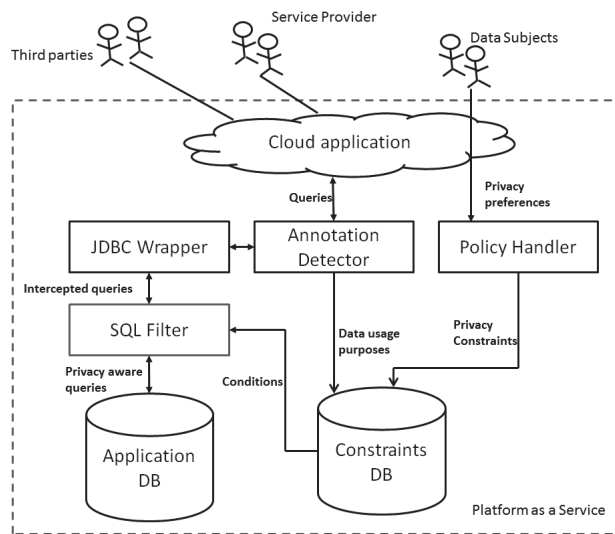 Service Provider
Third parties
Data Subjects
Cloud application
Queries
Privacy
preferences
JDBC Wrapper
Annotation
Detector
Policy Handler
Intercepted queries
SQL Filter
Data usage
purposes
Privacy
Constraints
Privacy aware
queries
Conditions
Application
DB
Constraints
DB
Platform as a Service